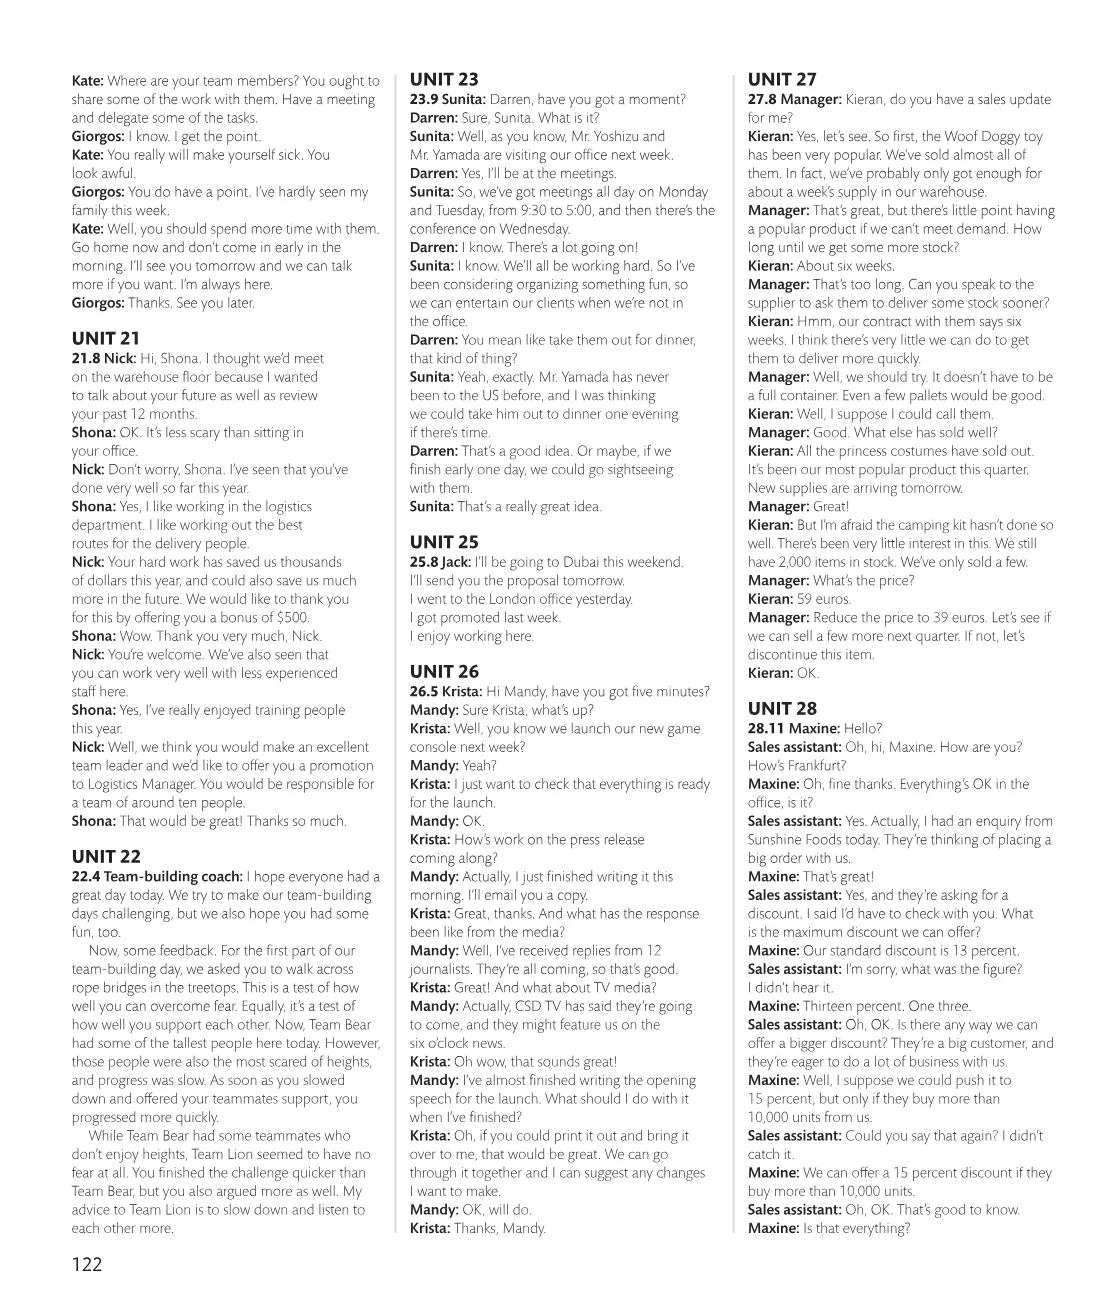 Kate: Where are your team members? You ought to
share some of the work with them. Have a meeting
and delegate some of the tasks.
Giorgos: I know. I get the point.
Kate: You really will make yourself sick. You
look awful.
Giorgos: You do have a point. I’ve hardly seen my
family this week.
Kate: Well, you should spend more time with them.
Go home now and don’t come in early in the
morning. I’ll see you tomorrow and we can talk
more if you want. I’m always here.
Giorgos: Thanks. See you later.
UNIT 21
21.8 Nick: Hi, Shona. I thought we’d meet
on the warehouse floor because I wanted
to talk about your future as well as review
your past 12 months.
Shona: OK. It’s less scary than sitting in
your office.
Nick: Don’t worry, Shona. I’ve seen that you’ve
done very well so far this year.
Shona: Yes, I like working in the logistics
department. I like working out the best
routes for the delivery people.
Nick: Your hard work has saved us thousands
of dollars this year, and could also save us much
more in the future. We would like to thank you
for this by offering you a bonus of $500.
Shona: Wow. Thank you very much, Nick.
Nick: You’re welcome. We’ve also seen that
you can work very well with less experienced
staff here.
Shona: Yes, I’ve really enjoyed training people
this year.
Nick: Well, we think you would make an excellent
team leader and we’d like to offer you a promotion
to Logistics Manager. You would be responsible for
a team of around ten people.
Shona: That would be great! Thanks so much.
UNIT 22
22.4 Team-building coach: I hope everyone had a
great day today. We try to make our team-building
days challenging, but we also hope you had some
fun, too.
Now, some feedback. For the first part of our
team-building day, we asked you to walk across
rope bridges in the treetops. This is a test of how
well you can overcome fear. Equally, it’s a test of
how well you support each other. Now, Team Bear
had some of the tallest people here today. However,
those people were also the most scared of heights,
and progress was slow. As soon as you slowed
down and offered your teammates support, you
progressed more quickly.
While Team Bear had some teammates who
don’t enjoy heights, Team Lion seemed to have no
fear at all. You finished the challenge quicker than
Team Bear, but you also argued more as well. My
advice to Team Lion is to slow down and listen to
each other more.
UNIT 23
23.9 Sunita: Darren, have you got a moment?
Darren: Sure, Sunita. What is it?
Sunita: Well, as you know, Mr. Yoshizu and
Mr. Yamada are visiting our office next week.
Darren: Yes, I’ll be at the meetings.
Sunita: So, we’ve got meetings all day on Monday
and Tuesday, from 9:30 to 5:00, and then there’s the
conference on Wednesday.
Darren: I know. There’s a lot going on!
Sunita: I know. We’ll all be working hard. So I’ve
been considering organizing something fun, so
we can entertain our clients when we’re not in
the office.
Darren: You mean like take them out for dinner,
that kind of thing?
Sunita: Yeah, exactly. Mr. Yamada has never
been to the US before, and I was thinking
we could take him out to dinner one evening
if there’s time.
Darren: That’s a good idea. Or maybe, if we
finish early one day, we could go sightseeing
with them.
Sunita: That’s a really great idea.
UNIT 25
25.8 Jack: I’ll be going to Dubai this weekend.
I’ll send you the proposal tomorrow.
I went to the London office yesterday.
I got promoted last week.
I enjoy working here.
UNIT 26
26.5 Krista: Hi Mandy, have you got five minutes?
Mandy: Sure Krista, what’s up?
Krista: Well, you know we launch our new game
console next week?
Mandy: Yeah?
Krista: I just want to check that everything is ready
for the launch.
Mandy: OK.
Krista: How’s work on the press release
coming along?
Mandy: Actually, I just finished writing it this
morning. I’ll email you a copy.
Krista: Great, thanks. And what has the response
been like from the media?
Mandy: Well, I’ve received replies from 12
journalists. They’re all coming, so that’s good.
Krista: Great! And what about TV media?
Mandy: Actually, CSD TV has said they’re going
to come, and they might feature us on the
six o’clock news.
Krista: Oh wow, that sounds great!
Mandy: I’ve almost finished writing the opening
speech for the launch. What should I do with it
when I’ve finished?
Krista: Oh, if you could print it out and bring it
over to me, that would be great. We can go
through it together and I can suggest any changes
I want to make.
Mandy: OK, will do.
Krista: Thanks, Mandy.
UNIT 27
27.8 Manager: Kieran, do you have a sales update
for me?
Kieran: Yes, let’s see. So first, the Woof Doggy toy
has been very popular. We’ve sold almost all of
them. In fact, we’ve probably only got enough for
about a week’s supply in our warehouse.
Manager: That’s great, but there’s little point having
a popular product if we can’t meet demand. How
long until we get some more stock?
Kieran: About six weeks.
Manager: That’s too long. Can you speak to the
supplier to ask them to deliver some stock sooner?
Kieran: Hmm, our contract with them says six
weeks. I think there’s very little we can do to get
them to deliver more quickly.
Manager: Well, we should try. It doesn’t have to be
a full container. Even a few pallets would be good.
Kieran: Well, I suppose I could call them.
Manager: Good. What else has sold well?
Kieran: All the princess costumes have sold out.
It’s been our most popular product this quarter.
New supplies are arriving tomorrow.
Manager: Great!
Kieran: But I’m afraid the camping kit hasn’t done so
well. There’s been very little interest in this. We still
have 2,000 items in stock. We’ve only sold a few.
Manager: What’s the price?
Kieran: 59 euros.
Manager: Reduce the price to 39 euros. Let’s see if
we can sell a few more next quarter. If not, let’s
discontinue this item.
Kieran: OK.
UNIT 28
28.11 Maxine: Hello?
Sales assistant: Oh, hi, Maxine. How are you?
How’s Frankfurt?
Maxine: Oh, fine thanks. Everything’s OK in the
office, is it?
Sales assistant: Yes. Actually, I had an enquiry from
Sunshine Foods today. They’re thinking of placing a
big order with us.
Maxine: That’s great!
Sales assistant: Yes, and they’re asking for a
discount. I said I’d have to check with you. What
is the maximum discount we can offer?
Maxine: Our standard discount is 13 percent.
Sales assistant: I’m sorry, what was the figure?
I didn’t hear it.
Maxine: Thirteen percent. One three.
Sales assistant: Oh, OK. Is there any way we can
offer a bigger discount? They’re a big customer, and
they’re eager to do a lot of business with us.
Maxine: Well, I suppose we could push it to
15 percent, but only if they buy more than
10,000 units from us.
Sales assistant: Could you say that again? I didn’t
catch it.
Maxine: We can offer a 15 percent discount if they
buy more than 10,000 units.
Sales assistant: Oh, OK. That’s good to know.
Maxine: Is that everything?
122